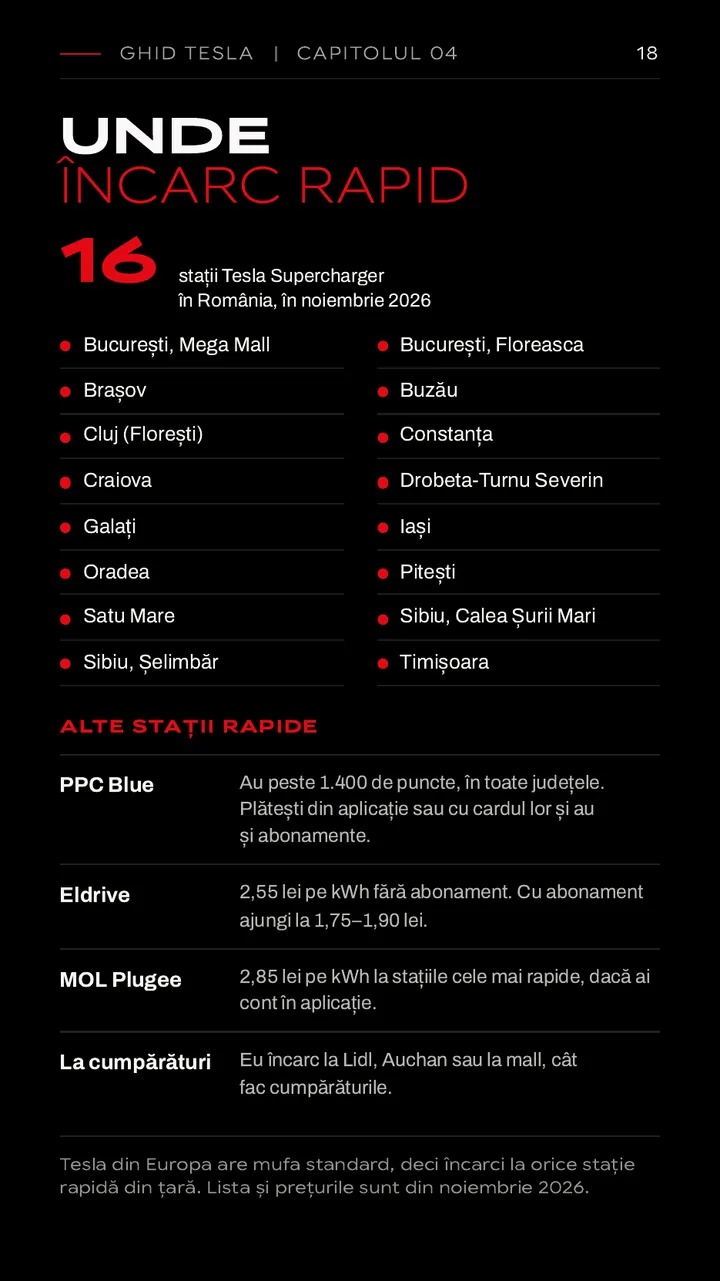 GHID TESLA | CAPITOLUL 04
18
UNDE
ÎNCARC RAPID
16
stații Tesla Supercharger
în România, în noiembrie 2026
București, Mega Mall
București, Floreasca
Brașov
Buzău
Cluj (Florești)
Constanța
Craiova
Drobeta-Turnu Severin
Galați
Iași
Oradea
Pitești
Satu Mare
Sibiu, Calea Șurii Mari
Sibiu, Șelimbăr
Timișoara
ALTE STAȚII RAPIDE
PPC Blue
Au peste 1.400 de puncte, în toate județele.
Plătești din aplicație sau cu cardul lor și au
și abonamente.
Eldrive
2,55 lei pe kWh fără abonament. Cu abonament
ajungi la 1,75–1,90 lei.
MOL Plugee
2,85 lei pe kWh la stațiile cele mai rapide, dacă ai
cont în aplicație.
La cumpărături
Eu încarc la Lidl, Auchan sau la mall, cât
fac cumpărăturile.
Tesla din Europa are mufa standard, deci încarci la orice stație
rapidă din țară. Lista și prețurile sunt din noiembrie 2026.